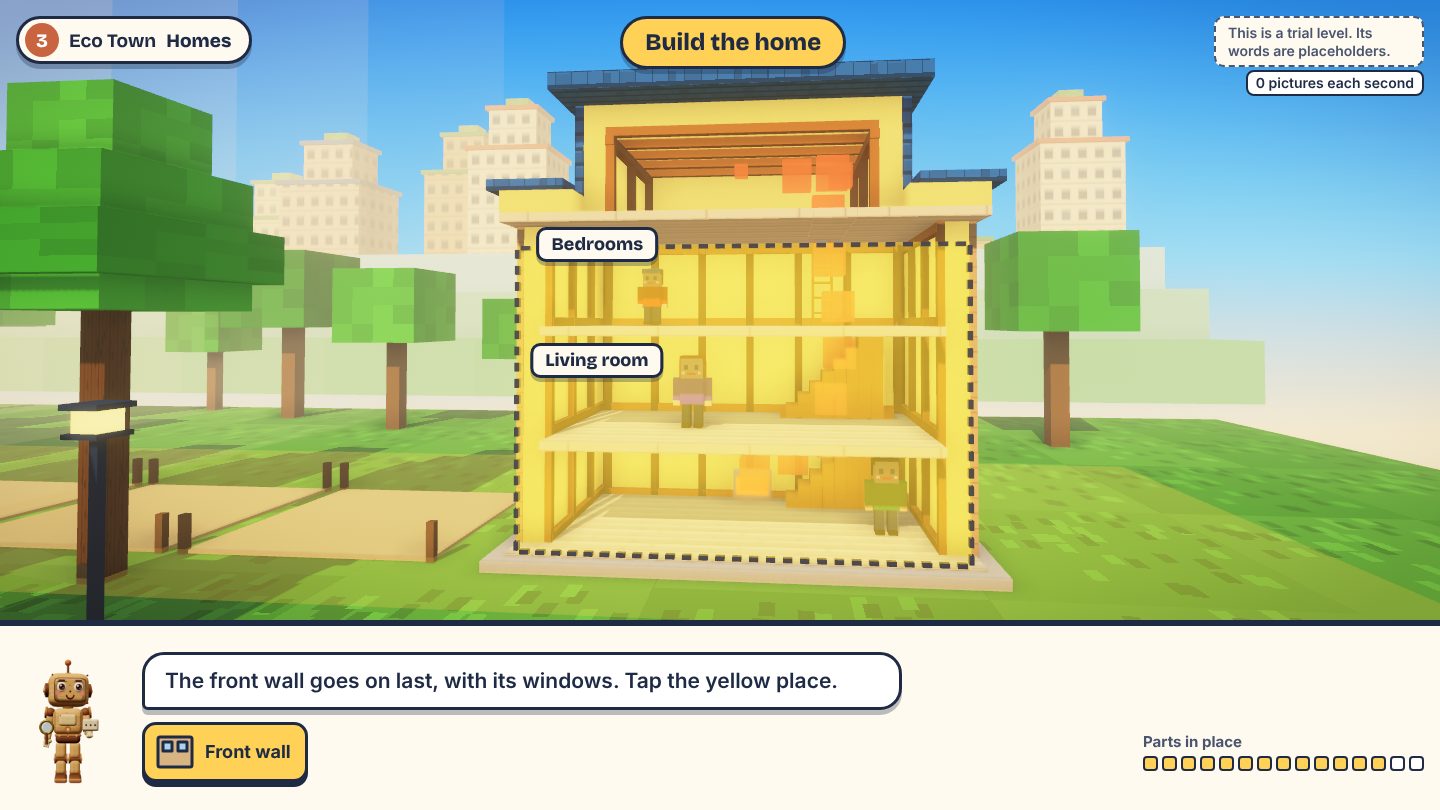 3 Eco Town Homes
Build the home
This is a trial level. Its
words are placeholders.
0 pictures each second
Bedrooms
Living room
The front wall goes on last, with its windows. Tap the yellow place.
Front wall
Parts in place